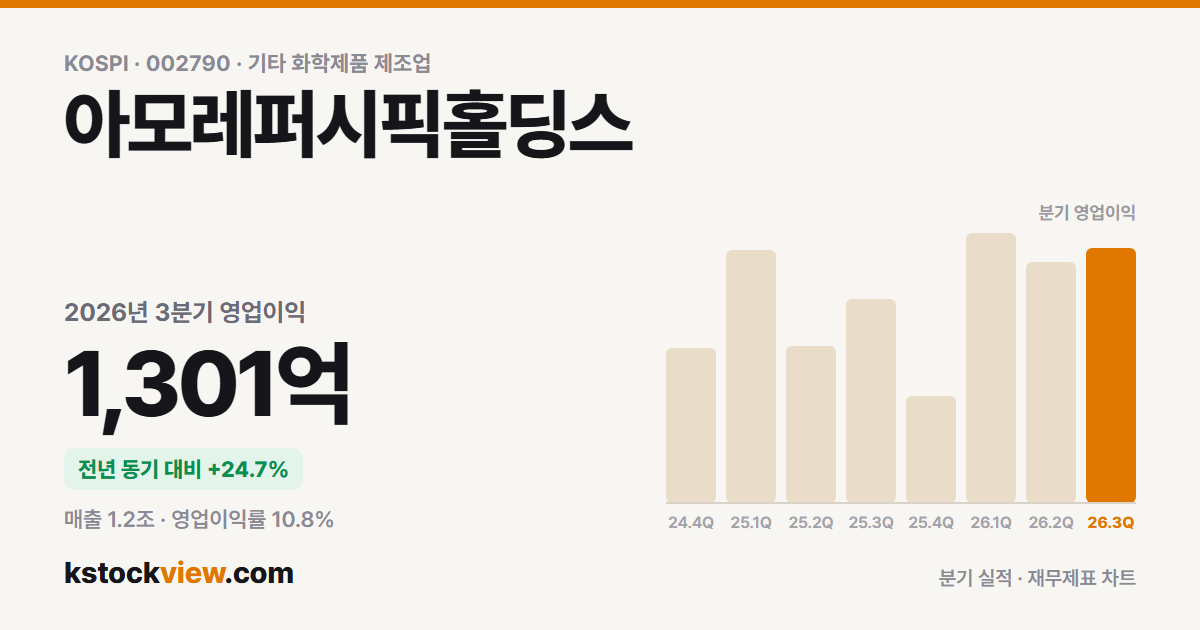 KOSPI · 002790 · 기타 화학제품 제조업
아모레퍼시픽홀딩스
분기 영업이익
2026년 3분기 영업이익
1,301억
전년 동기 대비 +24.7%
매출 1.2조 · 영업이익률 10.8%
24.4Q 25.1Q 25.2Q 25.3Q 25.4Q 26.1Q 26.2Q 26.3Q
kstockview.com
분기 실적 · 재무제표 차트